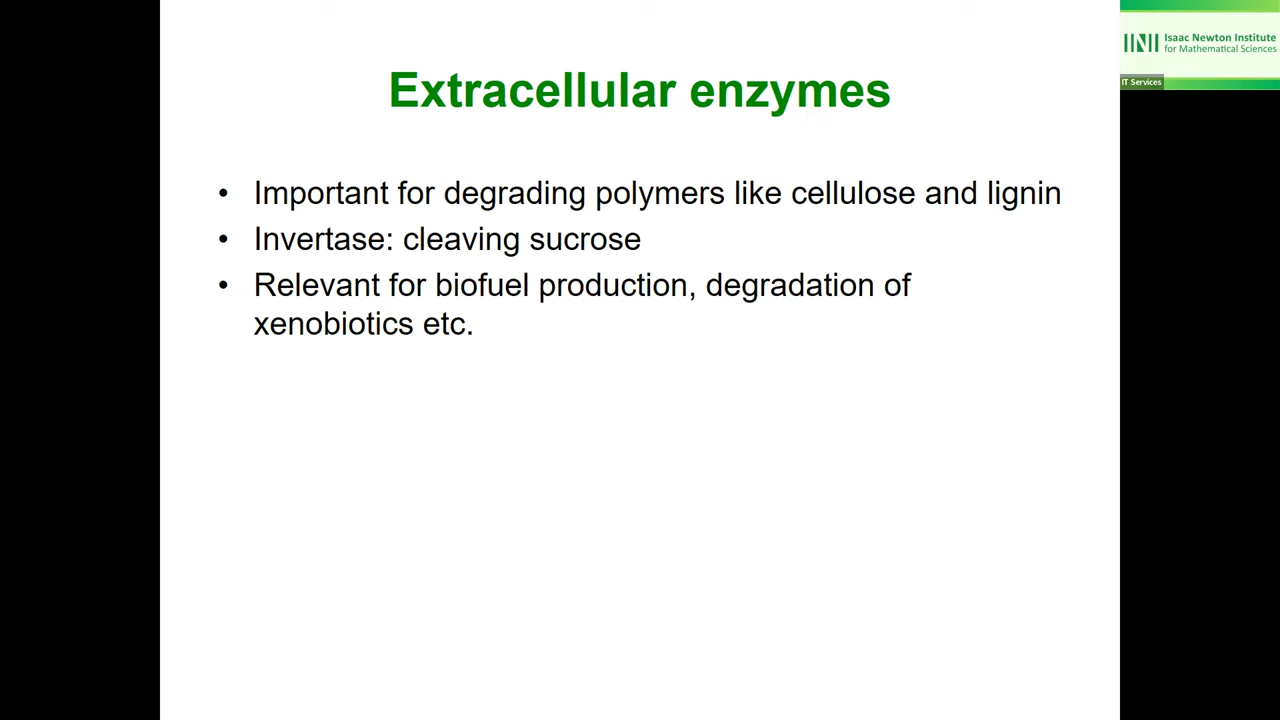 Extracellular enzymes
• Important for degrading polymers like cellulose and lignin
• Invertase: cleaving sucrose
• Relevant for biofuel production, degradation of
xenobiotics etc.
Isaac Newton Institute
for Mathematical Sciences
IT Services